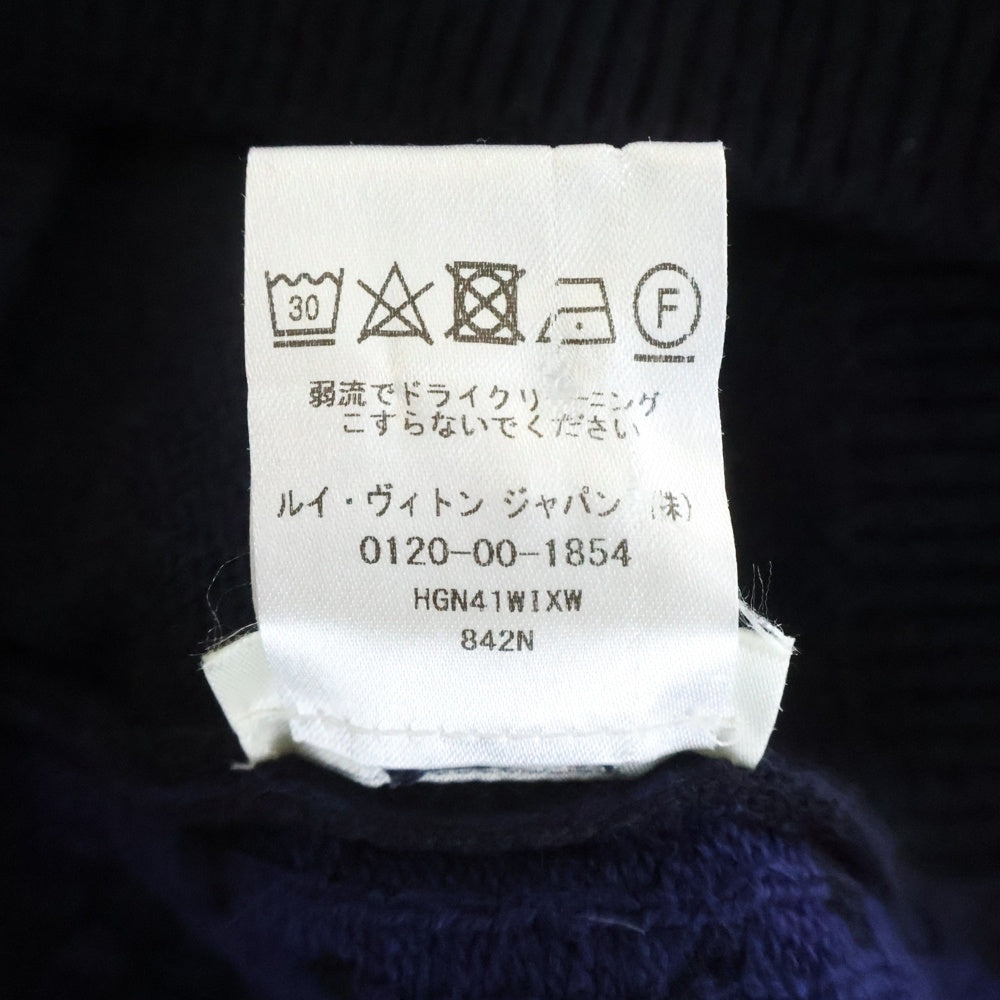 30 F
弱流でドライクリーニング
こすらないでください
ルイ・ヴィトン ジャパン (株)
0120-00-1854
HGN41WIXW
842N